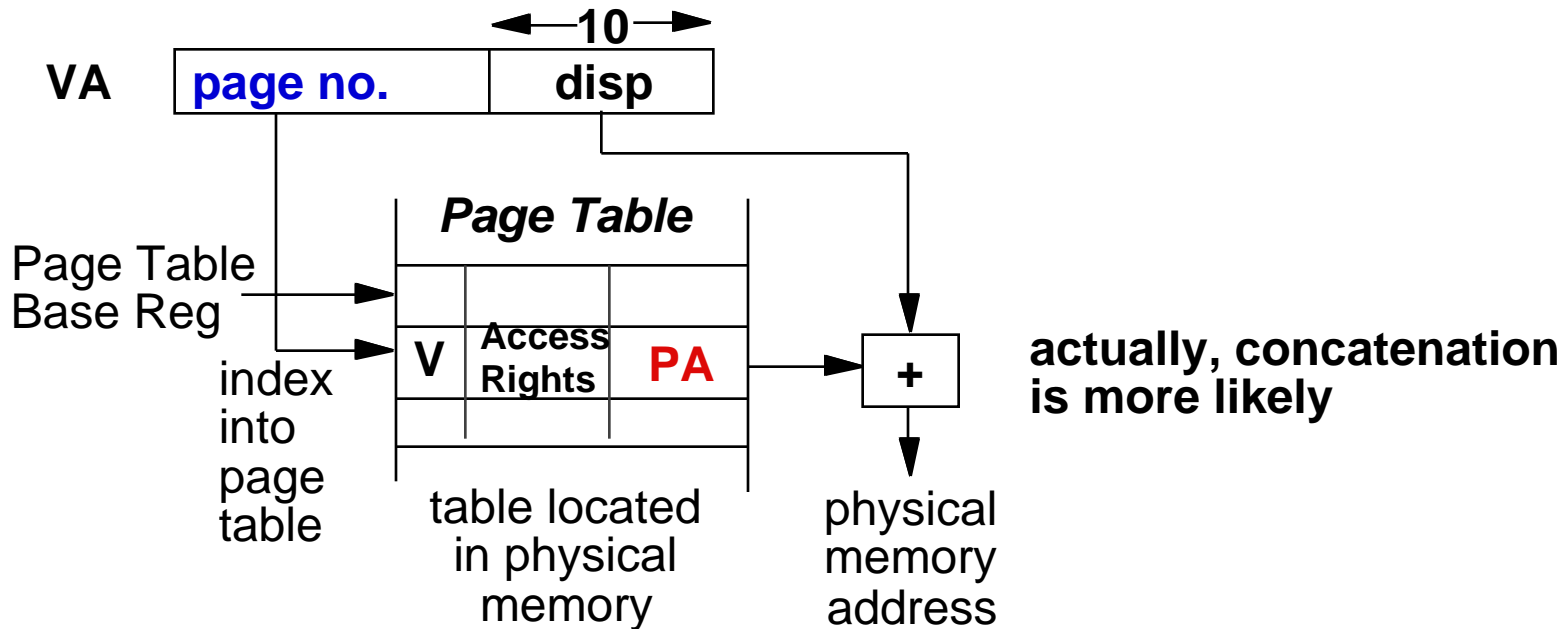 10
VA
page no.
disp
Page Table
Page Table
Base Reg
V
Access
Rights
PA
+
actually, concatenation
is more likely
index
into
page
table
table located
in physical
memory
physical
memory
address